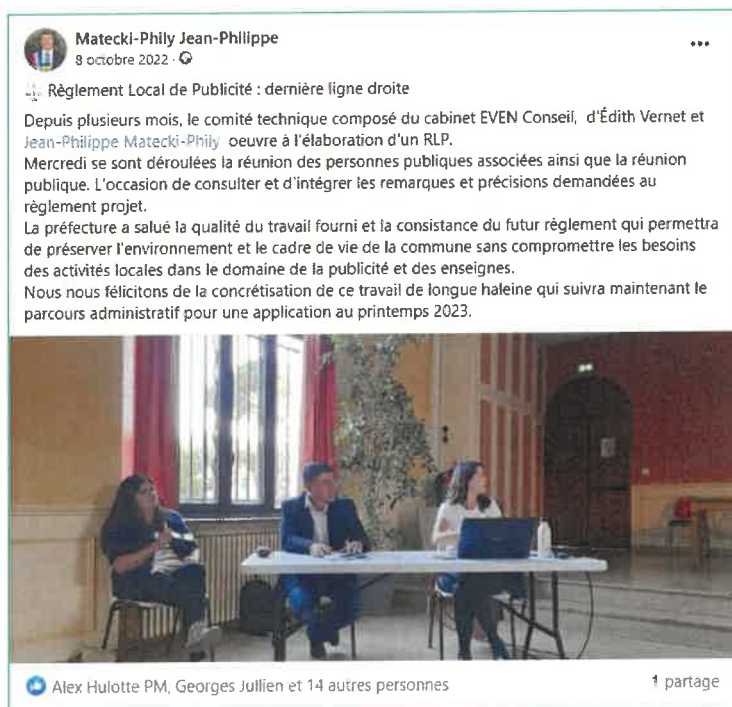 Matecki-Phily Jean-Philippe
8 octobre 2022 ·
Règlement Local de Publicité : dernière ligne droite
Depuis plusieurs mois, le comité technique composé du cabinet EVEN Conseil, d'Édith Vernet et
Jean-Philippe Matecki-Phily oeuvre à l'élaboration d'un RLP.
Mercredi se sont déroulées la réunion des personnes publiques associées ainsi que la réunion
publique. L'occasion de consulter et d'intégrer les remarques et précisions demandées au
règlement projet.
La préfecture a salué la qualité du travail fourni et la consistance du futur règlement qui permettra
de préserver l'environnement et le cadre de vie de la commune sans compromettre les besoins
des activités locales dans le domaine de la publicité et des enseignes.
Nous nous félicitons de la concrétisation de ce travail de longue haleine qui suivra maintenant le
parcours administratif pour une application au printemps 2023.
Alex Hulotte PM, Georges Jullien et 14 autres personnes
1 partage